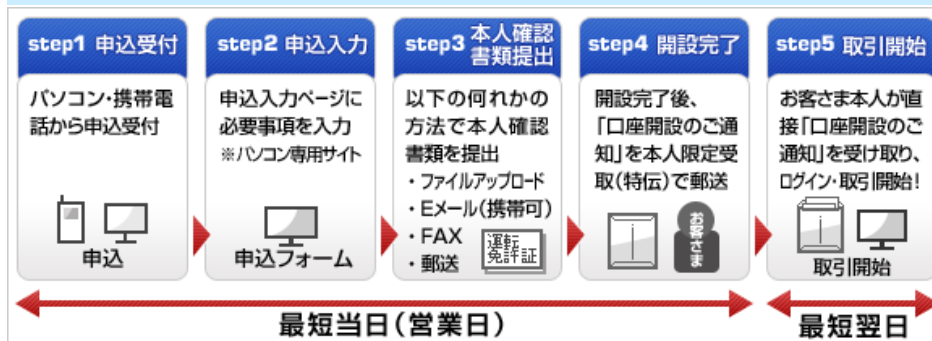 step1 申込受付
パソコン・携帯電
話から申込受付
申込
step2 申込入力
申込入力ページに
必要事項を入力
※パソコン専用サイト
申込フォーム
step3 本人確認
書類提出
以下の何れかの
方法で本人確認
書類を提出
・ファイルアップロード
・Eメール(携帯可)
・FAX
・郵送
運転
免許証
step4 開設完了
開設完了後、
「口座開設のご通
知」を本人限定受
取(特伝)で郵送
お客さま
step5 取引開始
お客さま本人が直
接「口座開設のご
通知」を受け取り、
ログイン・取引開始!
取引開始
最短当日(営業日)
最短翌日